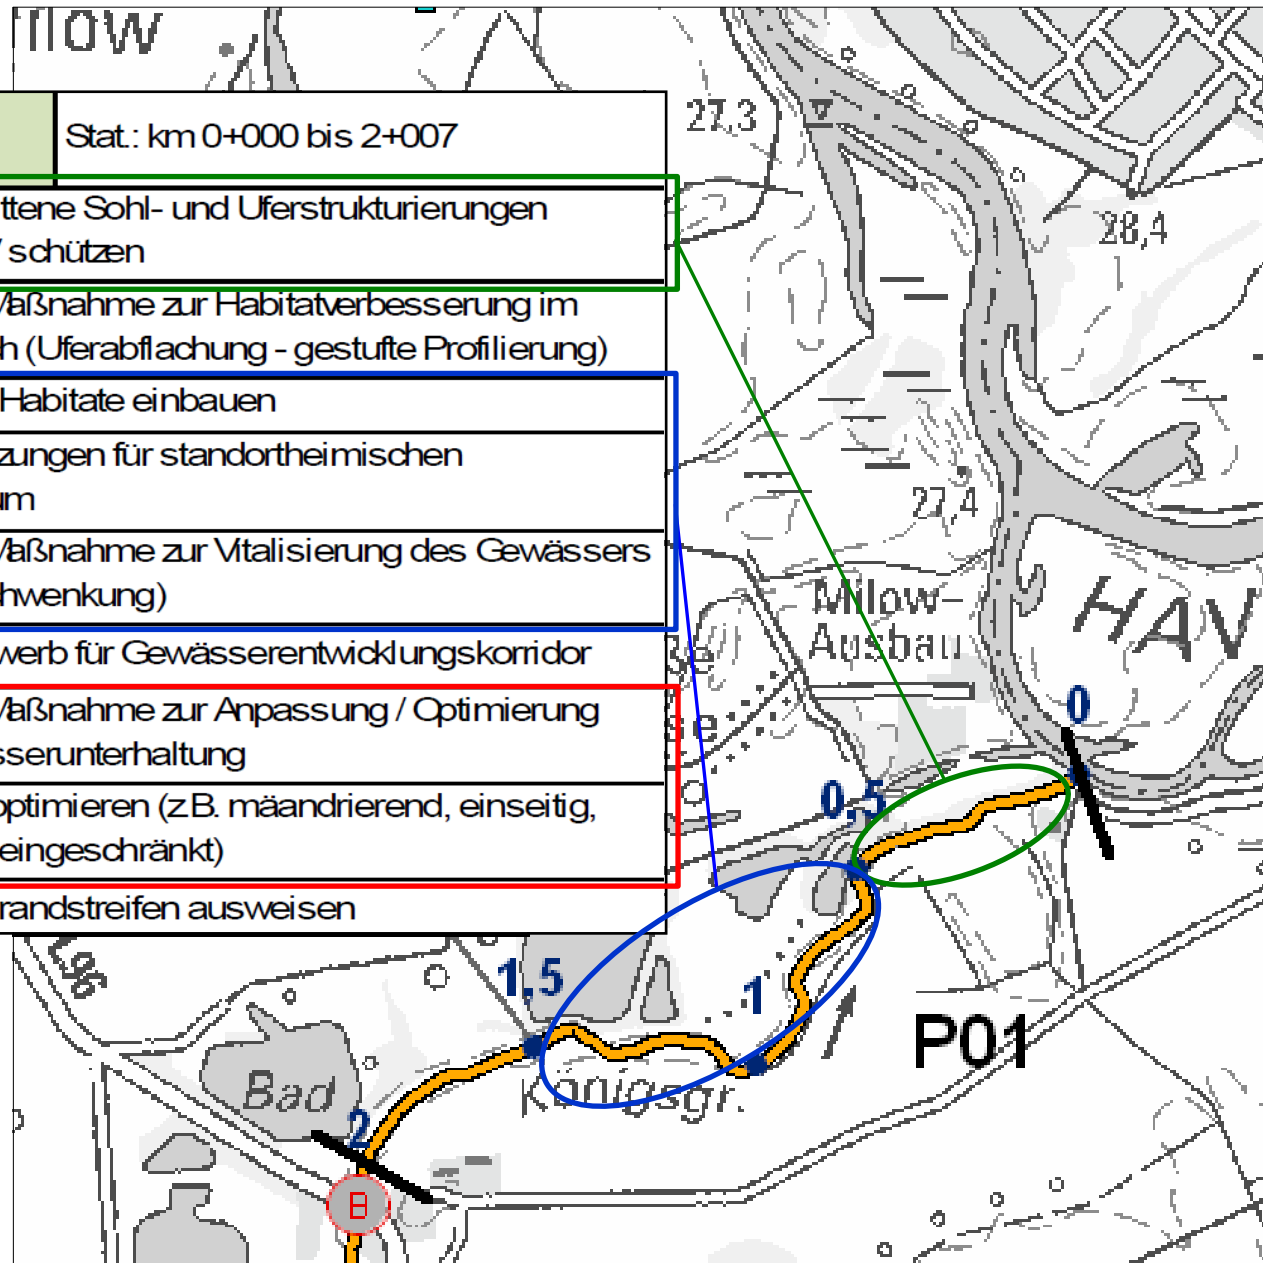 Stat.: km 0+000 bis 2+007
ttene Sohl- und Uferstrukturierungen
/ schützen
Maßnahme zur Habitatverbesserung im
h (Uferabflachung - gestufte Profilierung)
Habitate einbauen
zungen für standortheimischen
um
Maßnahme zur Vitalisierung des Gewässers
hwenkung)
werb für Gewässerentwicklungskorridor
Maßnahme zur Anpassung / Optimierung
sserunterhaltung
optimieren (z.B. mäandrierend, einseitig,
eingeschränkt)
randstreifen ausweisen
27,3
28,4
27,4
Milow-
Ausbau
HAV
0
0,5
1
1,5
2
P01
L96
Bad
Königsgr.
B